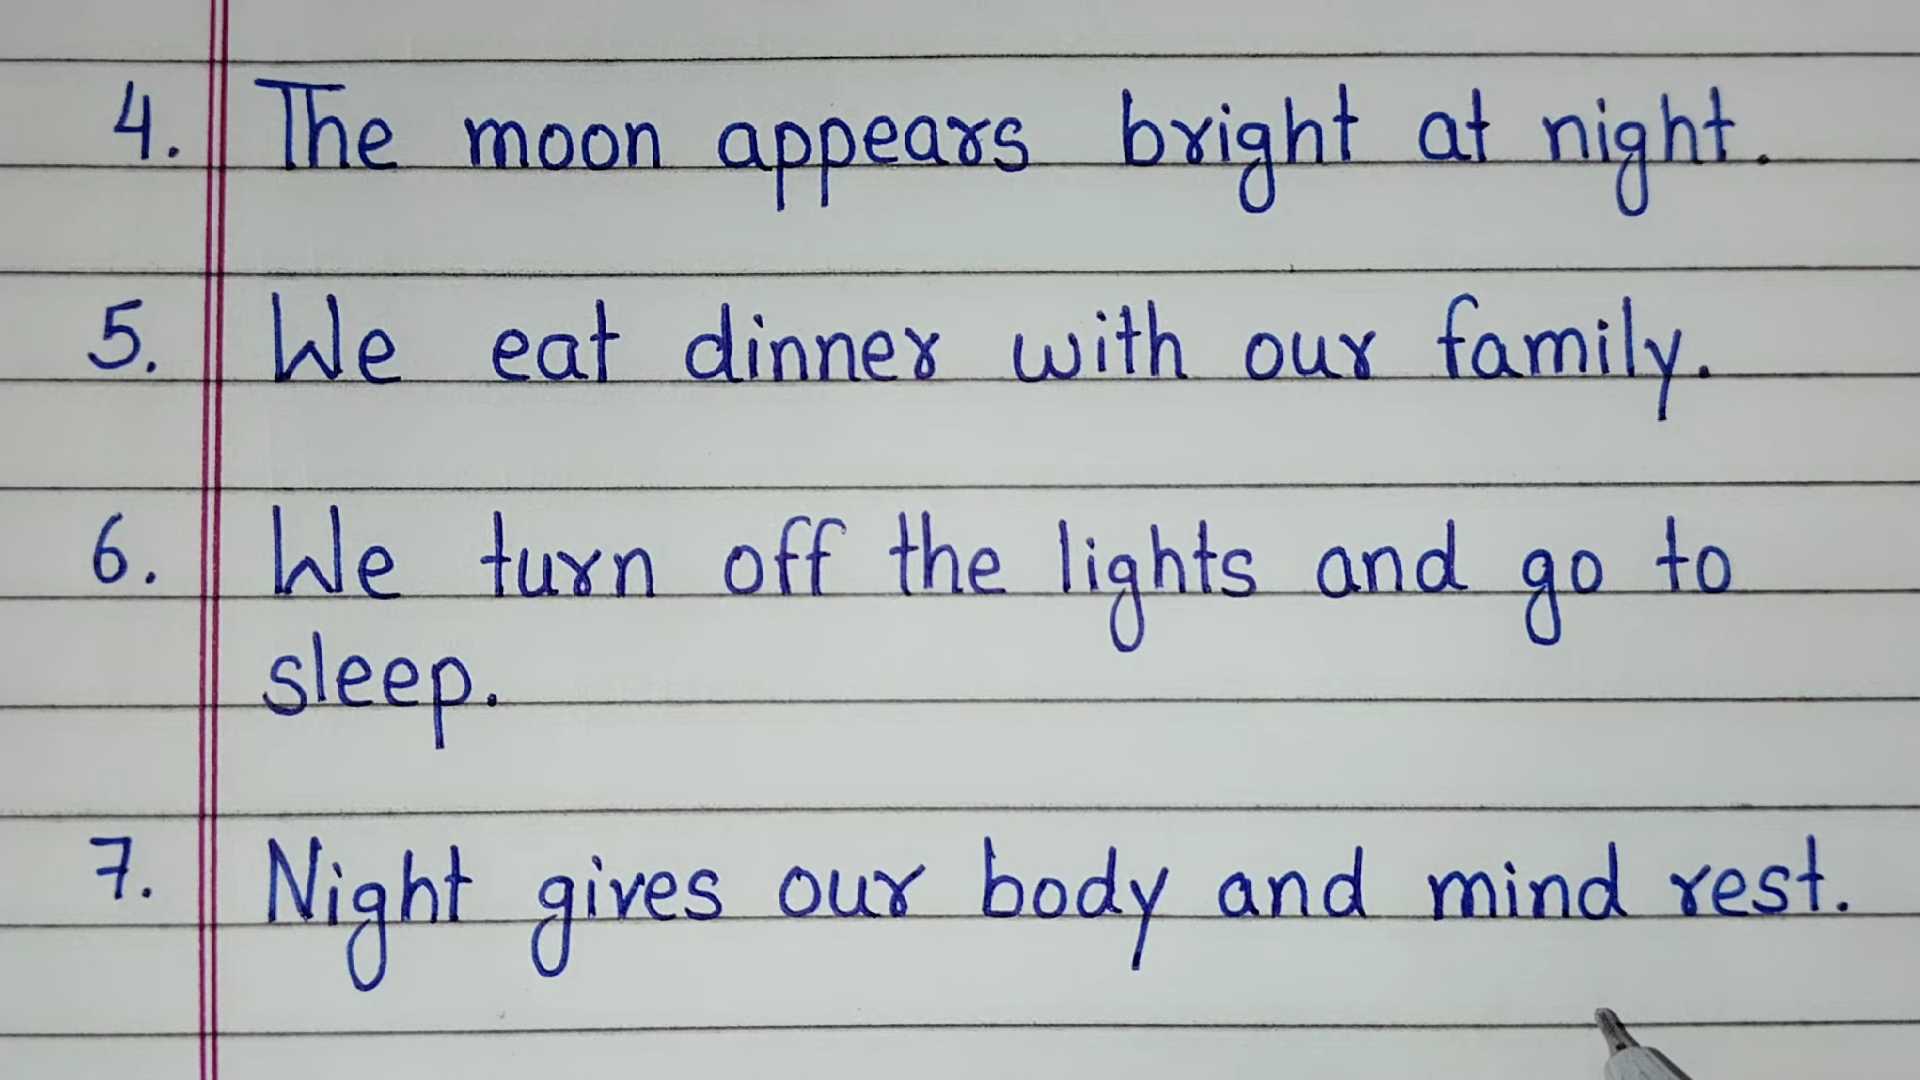 4. The moon appears bright at night.
5. We eat dinner with our family.
6. We turn off the lights and go to
sleep.
7. Night gives our body and mind rest.